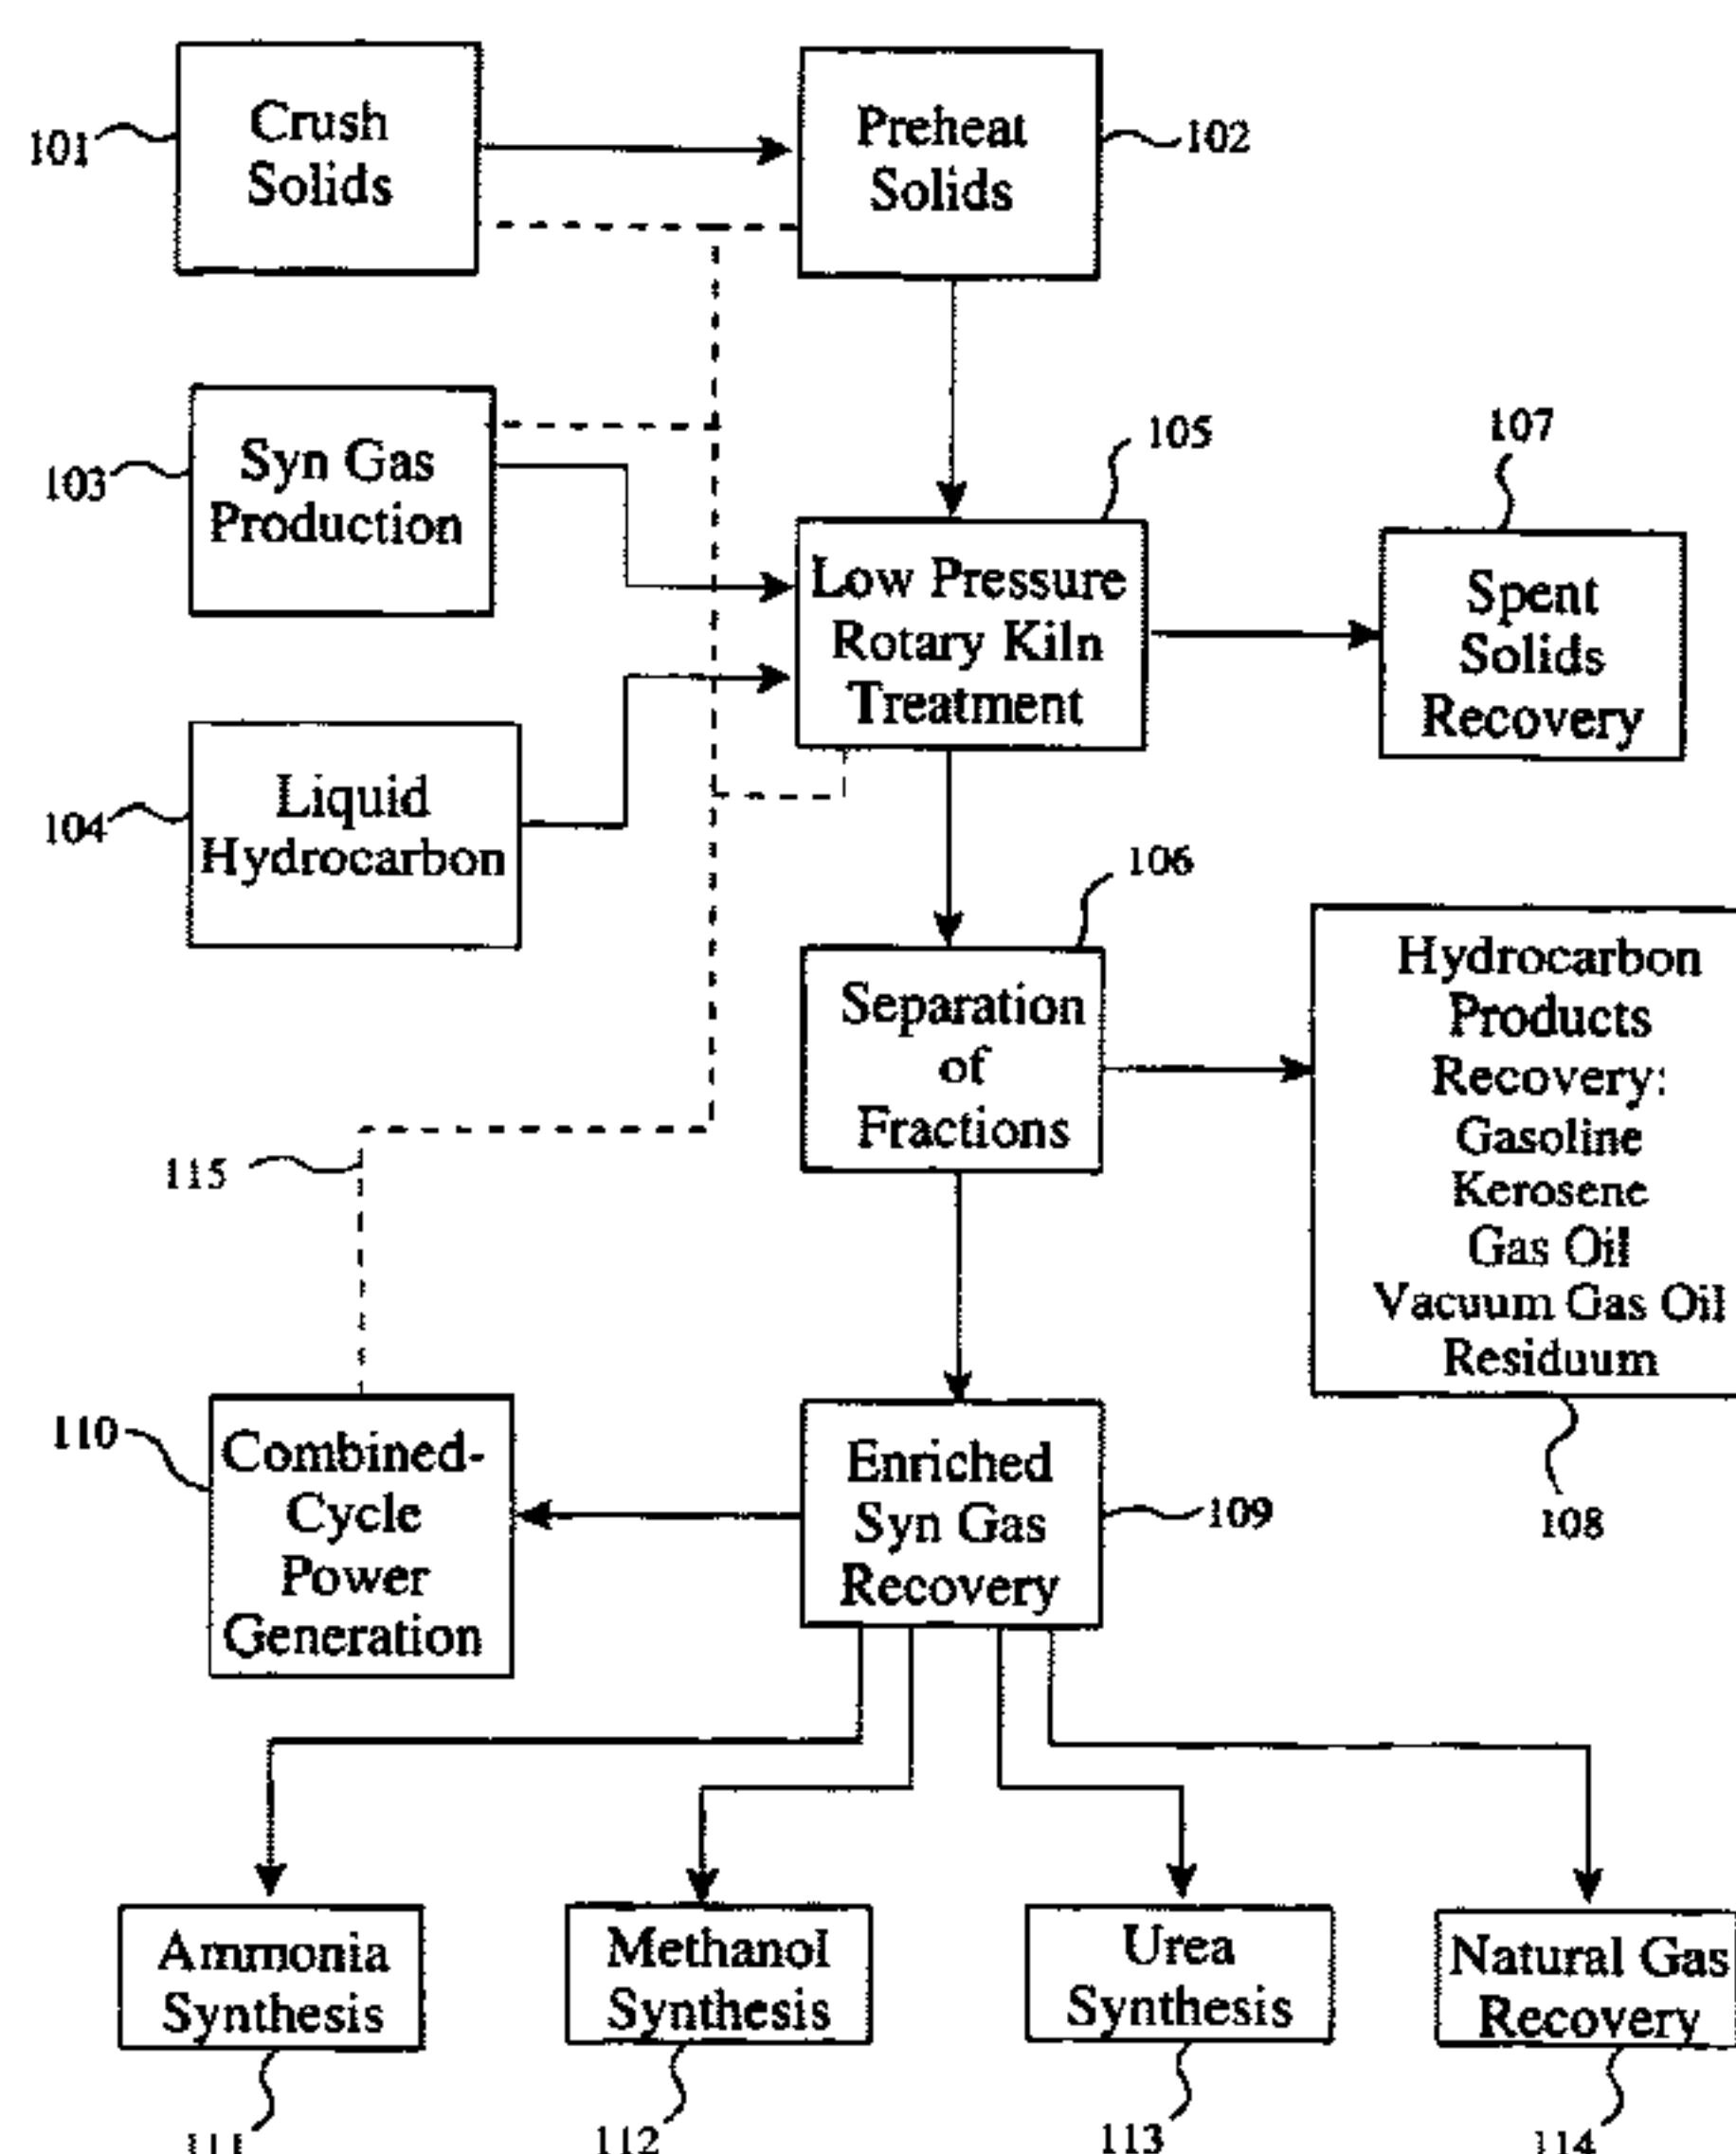 Crush
Solids
101
Preheat
Solids
102
Syn Gas
Production
103
105
107
Low Pressure
Rotary Kiln
Treatment
Spent
Solids
Recovery
Liquid
Hydrocarbon
104
106
Separation
of
Fractions
Hydrocarbon
Products
Recovery:
Gasoline
Kerosene
Gas Oil
Vacuum Gas Oil
Residuum
108
115
110
Combined-
Cycle
Power
Generation
Enriched
Syn Gas
Recovery
109
Ammonia
Synthesis
Methanol
Synthesis
Urea
Synthesis
Natural Gas
Recovery
111
112
113
114